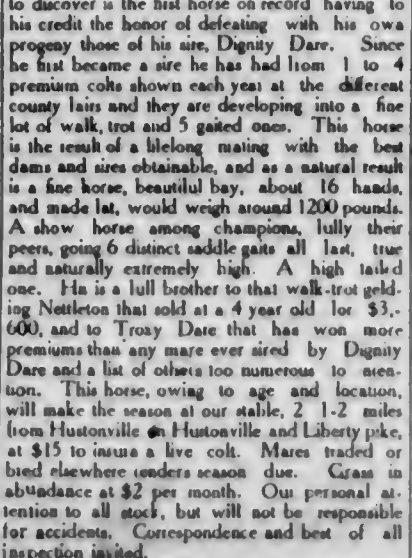 to discover is the first horse on record having to
his credit the honor of defeating with his own
progeny those of his sire, Dignity Dare. Since
he first became a sire he has had from 1 to 4
premium colts shown each year at the different
county fairs and they are developing into a fine
lot of walk, trot and 5 gaited ones. This horse
is the result of a lifelong mating with the best
dams and sires obtainable, and as a natural result
is a fine horse, beautiful bay, about 16 hands,
and made fat, would weigh around 1200 pounds.
A show horse among champions, fully their
peers, going 6 distinct saddle gaits all fast, true
and naturally extremely high. A high tailed
one. He is a full brother to that walk-trot geld-
ing Nettleton that sold at a 4 year old for $3,-
600, and to Troxy Dare that has won more
premiums than any mare ever sired by Dignity
Dare and a list of others too numerous to men-
tion. This horse, owing to age and location,
will make the season at our stable, 2 1-2 miles
from Hustonville on Hustonville and Liberty pike,
at $15 to insure a live colt. Mares traded or
bred elsewhere renders season due. Grass in
abundance at $2 per month. Our personal at-
tention to all stock, but will not be responsible
for accidents. Correspondence and best of all
inspection invited.